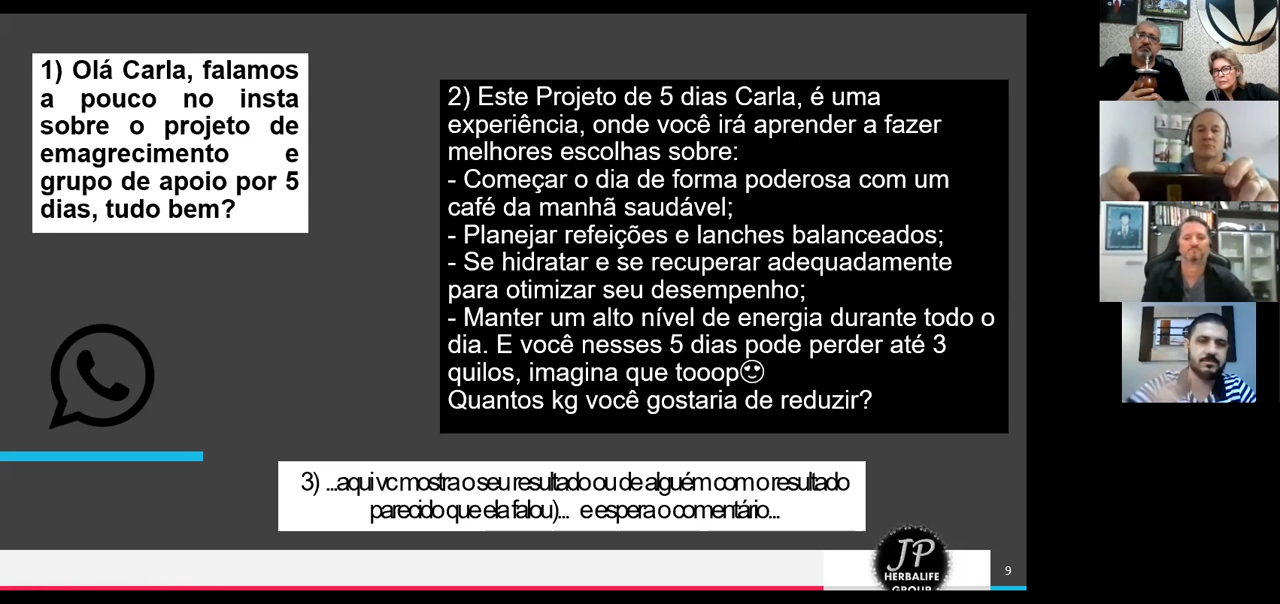 1) Olá Carla, falamos
a pouco no insta
sobre o projeto de
emagrecimento e
grupo de apoio por 5
dias, tudo bem?
2) Este Projeto de 5 dias Carla, é uma
experiência, onde você irá aprender a fazer
melhores escolhas sobre:
- Começar o dia de forma poderosa com um
café da manhã saudável;
- Planejar refeições e lanches balanceados;
- Se hidratar e se recuperar adequadamente
para otimizar seu desempenho;
- Manter um alto nível de energia durante todo o
dia. E você nesses 5 dias pode perder até 3
quilos, imagina que tooop😍
Quantos kg você gostaria de reduzir?
3) ...aqui vc mostra o seu resultado ou de alguém com o resultado
parecido que ela falou)... e espera o comentário...
JP
HERBALIFE
GROUP
9